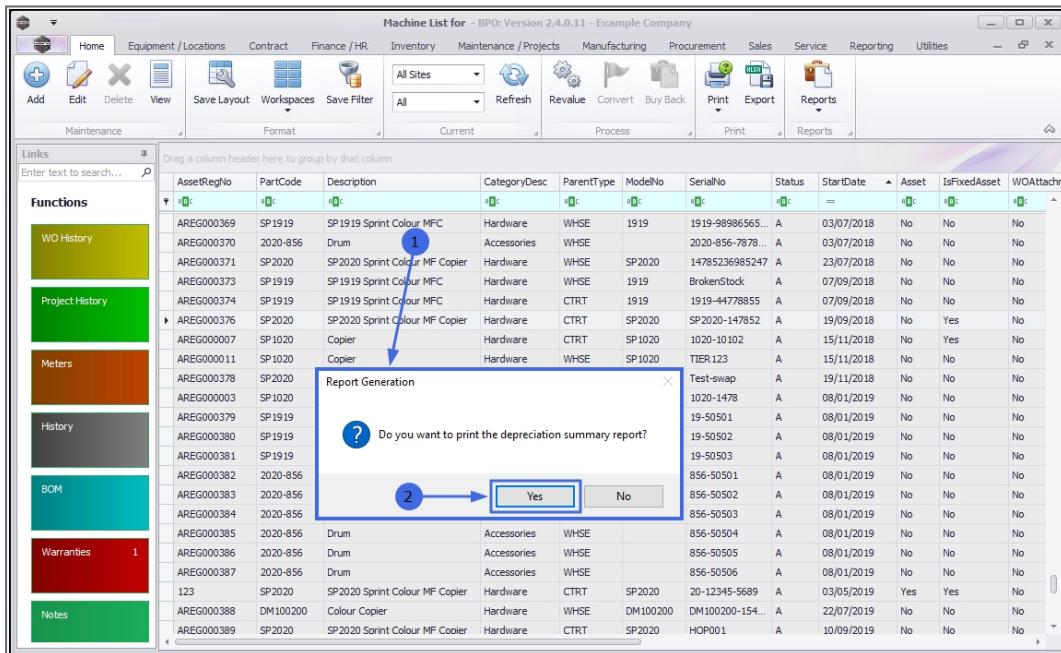 Machine List for - BPO: Version 2.4.0.11 - Example Company
Home Equipment / Locations Contract Finance / HR Inventory Maintenance / Projects Manufacturing Procurement Sales Service Reporting Utilities
All Sites
All
Add Edit Delete View Save Layout Workspaces Save Filter Refresh Revalue Convert Buy Back Print Export Reports
Maintenance Format Current Process Print Reports
Links
Enter text to search...
Functions
WO History
Project History
Meters
History
BOM
Warranties 1
Notes
Drag a column header here to group by that column
AssetRegNo PartCode Description CategoryDesc ParentType ModelNo SerialNo Status StartDate Asset IsFixedAsset WOAttachm
AREG000369 SP1919 SP1919 Sprint Colour MFC Hardware WHSE 1919 1919-98986565... A 03/07/2018 No No No
AREG000370 2020-856 Drum Accessories WHSE 2020-856-7878... A 07/07/2018 No No No
AREG000371 SP2020 SP2020 Sprint Colour MF Copier Hardware WHSE SP2020 14785236985247 A 23/07/2018 No No No
AREG000373 SP1919 SP1919 Sprint Colour MFC Hardware WHSE 1919 BrokenStock A 07/09/2018 No No No
AREG000374 SP1919 SP1919 Sprint Colour MFC Hardware CTRT 1919 1919-44778855 A 07/09/2018 No No No
AREG000376 SP2020 SP2020 Sprint Colour MF Copier Hardware CTRT SP2020 SP2020-147852 A 19/09/2018 No Yes No
AREG000007 SP1020 Copier Hardware CTRT SP1020 1020-10102 A 15/11/2018 No Yes No
AREG000011 SP1020 Copier Hardware WHSE SP1020 TIER123 A 15/11/2018 No No No
AREG000378 SP2020 Test-swap A 19/11/2018 No No No
AREG000003 SP1020 1020-1478 A 08/01/2019 No No No
AREG000379 SP1919 19-50501 A 08/01/2019 No No No
AREG000380 SP1919 19-50502 A 08/01/2019 No No No
AREG000381 SP1919 19-50503 A 08/01/2019 No No No
AREG000382 2020-856 856-50501 A 08/01/2019 No No No
AREG000383 2020-856 856-50502 A 08/01/2019 No No No
AREG000384 2020-856 856-50503 A 08/01/2019 No No No
AREG000385 2020-856 Drum Accessories WHSE 856-50504 A 08/01/2019 No No No
AREG000386 2020-856 Drum Accessories WHSE 856-50505 A 08/01/2019 No No No
AREG000387 2020-856 Drum Accessories WHSE 856-50506 A 08/01/2019 No No No
123 SP2020 SP2020 Sprint Colour MF Copier Hardware CTRT SP2020 20-12345-5689 A 03/05/2019 Yes Yes No
AREG000388 DM100200 Colour Copier Hardware WHSE DM100200 DM100200-154... A 22/07/2019 No No No
AREG000389 SP2020 SP2020 Sprint Colour MF Copier Hardware CTRT SP2020 HOP001 A 10/09/2019 No No No
1
Report Generation
Do you want to print the depreciation summary report?
2
Yes No